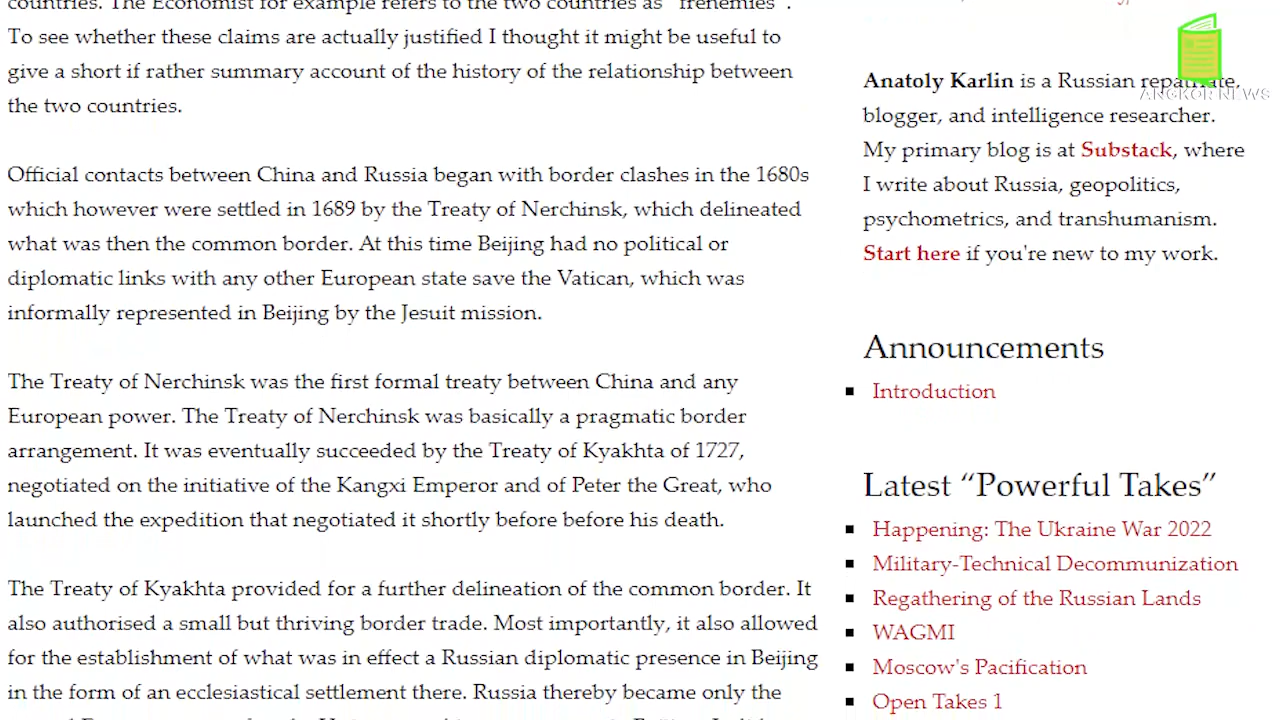 countries. The Economist for example refers to the two countries as "frenemies".
To see whether these claims are actually justified I thought it might be useful to
give a short if rather summary account of the history of the relationship between
the two countries.
Official contacts between China and Russia began with border clashes in the 1680s
which however were settled in 1689 by the Treaty of Nerchinsk, which delineated
what was then the common border. At this time Beijing had no political or
diplomatic links with any other European state save the Vatican, which was
informally represented in Beijing by the Jesuit mission.
The Treaty of Nerchinsk was the first formal treaty between China and any
European power. The Treaty of Nerchinsk was basically a pragmatic border
arrangement. It was eventually succeeded by the Treaty of Kyakhta of 1727,
negotiated on the initiative of the Kangxi Emperor and of Peter the Great, who
launched the expedition that negotiated it shortly before before his death.
The Treaty of Kyakhta provided for a further delineation of the common border. It
also authorised a small but thriving border trade. Most importantly, it also allowed
for the establishment of what was in effect a Russian diplomatic presence in Beijing
in the form of an ecclesiastical settlement there. Russia thereby became only the
ANGKOR NEWS
Anatoly Karlin is a Russian repatriate,
blogger, and intelligence researcher.
My primary blog is at Substack, where
I write about Russia, geopolitics,
psychometrics, and transhumanism.
Start here if you're new to my work.
Announcements
Introduction
Latest “Powerful Takes”
Happening: The Ukraine War 2022
Military-Technical Decommunization
Regathering of the Russian Lands
WAGMI
Moscow's Pacification
Open Takes 1